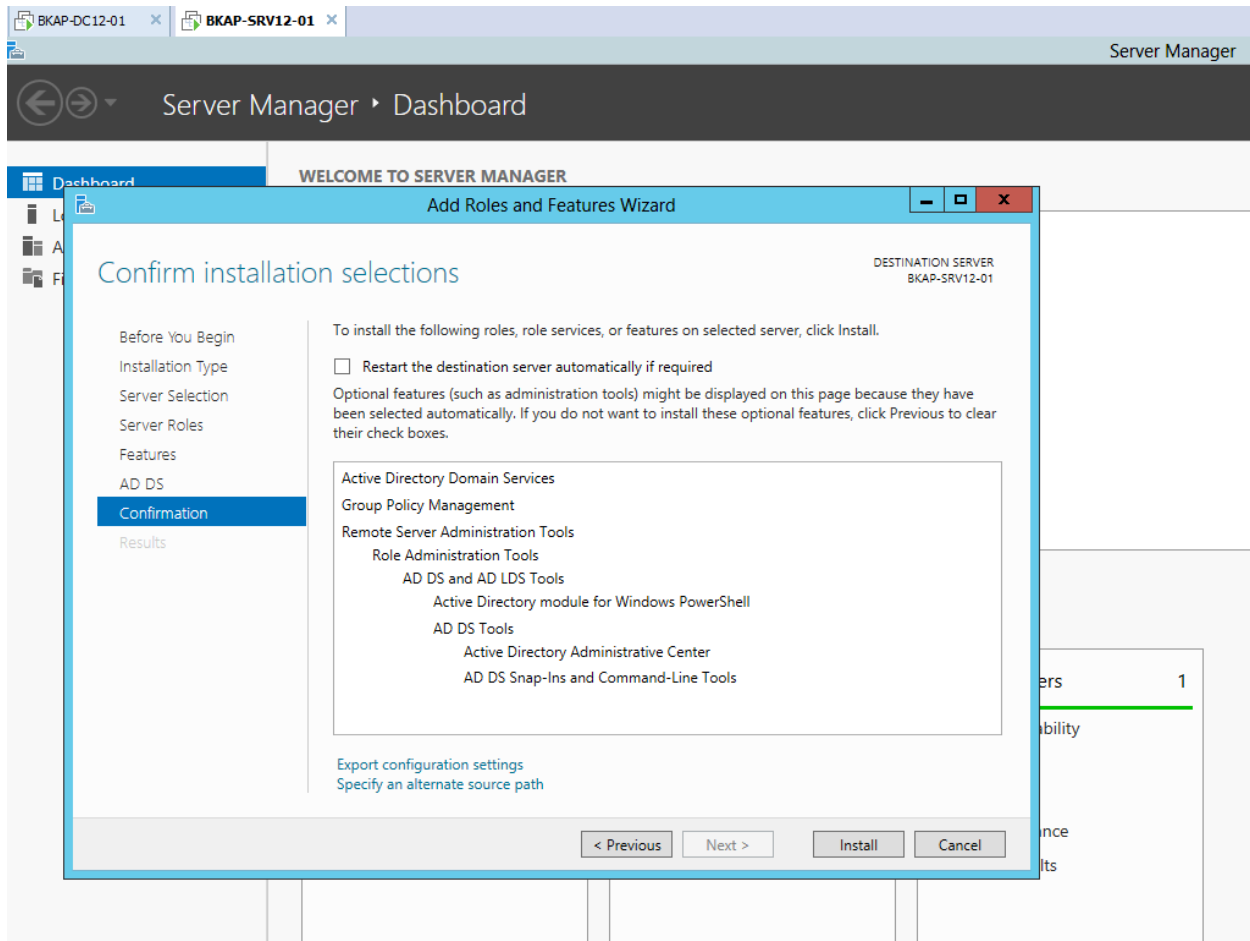 BKAP-DC12-01
BKAP-SRV12-01
Server Manager
Server Manager
Dashboard
WELCOME TO SERVER MANAGER
Dashboard
Add Roles and Features Wizard
Confirm installation selections
DESTINATION SERVER
BKAP-SRV12-01
Before You Begin
Installation Type
Server Selection
Server Roles
Features
AD DS
Confirmation
Results
To install the following roles, role services, or features on selected server, click Install.
Restart the destination server automatically if required
Optional features (such as administration tools) might be displayed on this page because they have
been selected automatically. If you do not want to install these optional features, click Previous to clear
their check boxes.
Active Directory Domain Services
Group Policy Management
Remote Server Administration Tools
Role Administration Tools
AD DS and AD LDS Tools
Active Directory module for Windows PowerShell
AD DS Tools
Active Directory Administrative Center
AD DS Snap-Ins and Command-Line Tools
Export configuration settings
Specify an alternate source path
< Previous
Next >
Install
Cancel
1